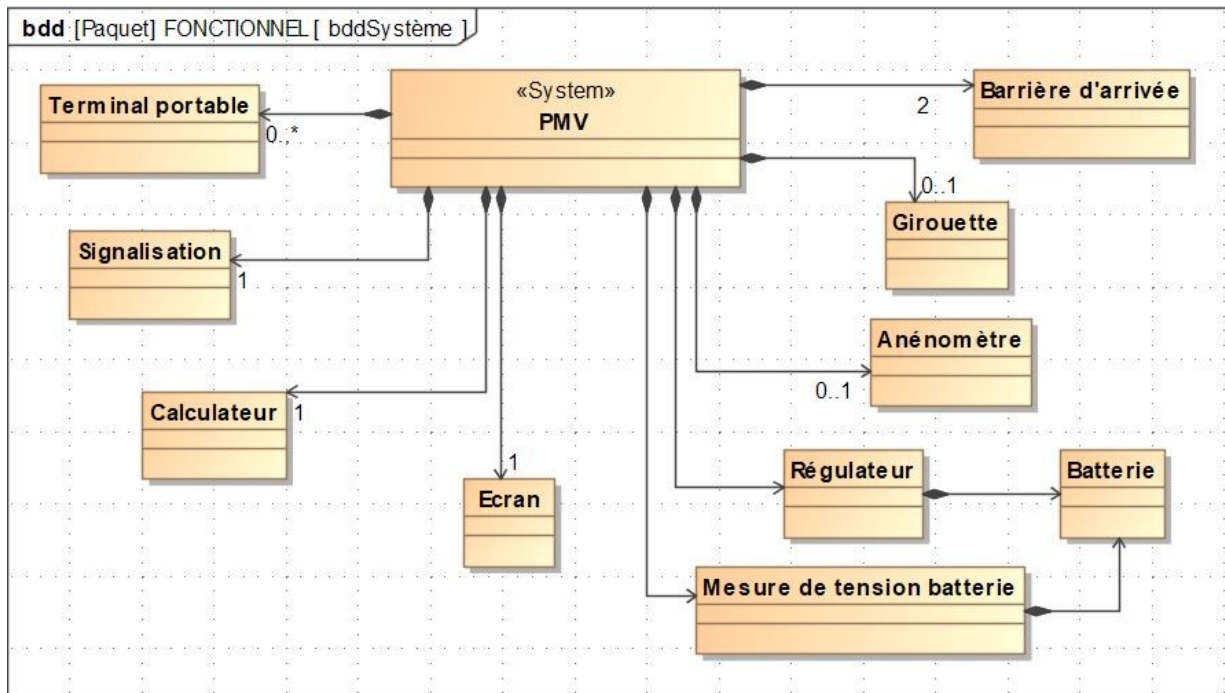 bdd [Paquet] FONCTIONNEL [ bddSystème ]
«System»
PMV
Terminal portable
0..*
Barrière d'arrivée
2
Girouette
0..1
Signalisation
1
Anénomètre
0..1
Calculateur
1
Ecran
1
Régulateur
Batterie
Mesure de tension batterie